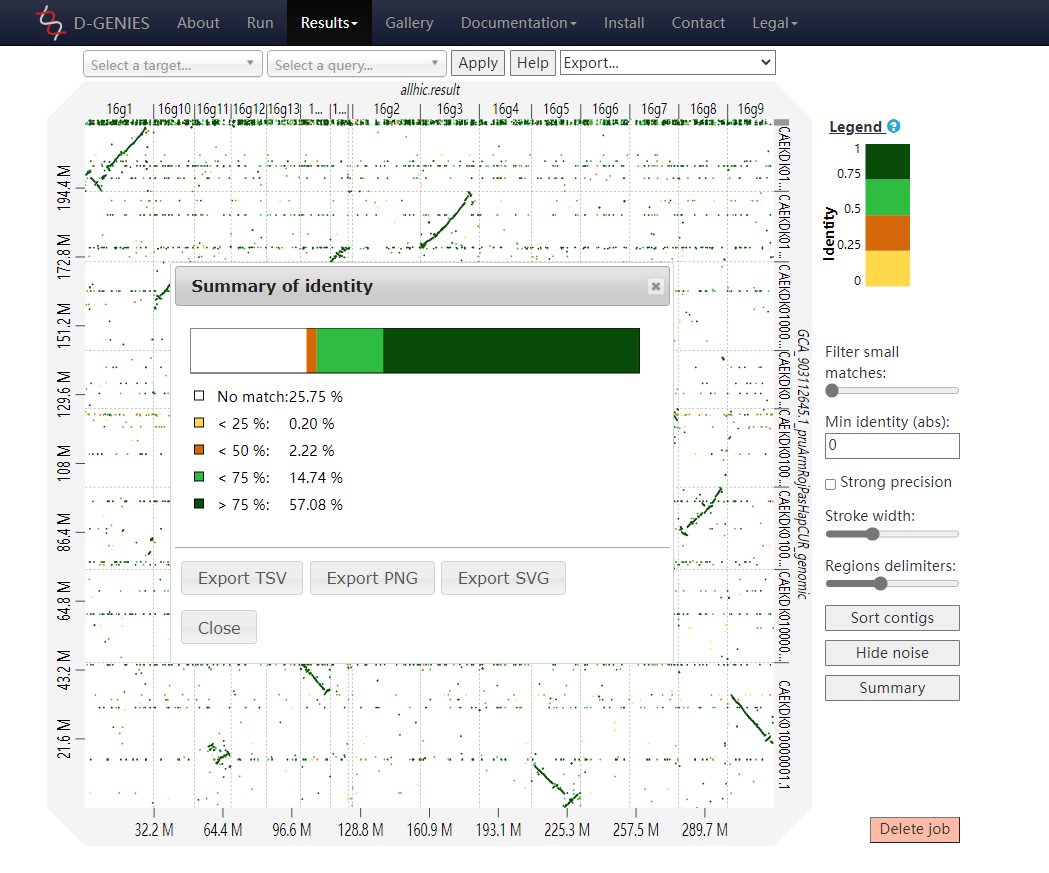 D-GENIES About Run Results Gallery Documentation Install Contact Legal
Select a target... Select a query... Apply Help Export...
allhic.result
16g1 16g10 16g11 16g12 16g13 1... 1... 16g2 16g3 16g4 16g5 16g6 16g7 16g8 16g9
194.4 M
172.8 M
151.2 M
129.6 M
108 M
86.4 M
64.8 M
43.2 M
21.6 M
Summary of identity
No match: 25.75 %
< 25 %: 0.20 %
< 50 %: 2.22 %
< 75 %: 14.74 %
> 75 %: 57.08 %
Export TSV Export PNG Export SVG
Close
32.2 M 64.4 M 96.6 M 128.8 M 160.9 M 193.1 M 225.3 M 257.5 M 289.7 M
CAEKDK01...
CAEKDK01...
CAEKDK01000...
CAEKDK0...
CAEKDK0100...
CAEKDK0100...
CAEKDK010000...
CAEKDK010000001.1
GCA_903112645.1_pruArmRojPasHapCUR_genomic
Legend ?
Identity
1
0.75
0.5
0.25
0
Filter small
matches:
Min identity (abs):
0
Strong precision
Stroke width:
Regions delimiters:
Sort contigs
Hide noise
Summary
Delete job